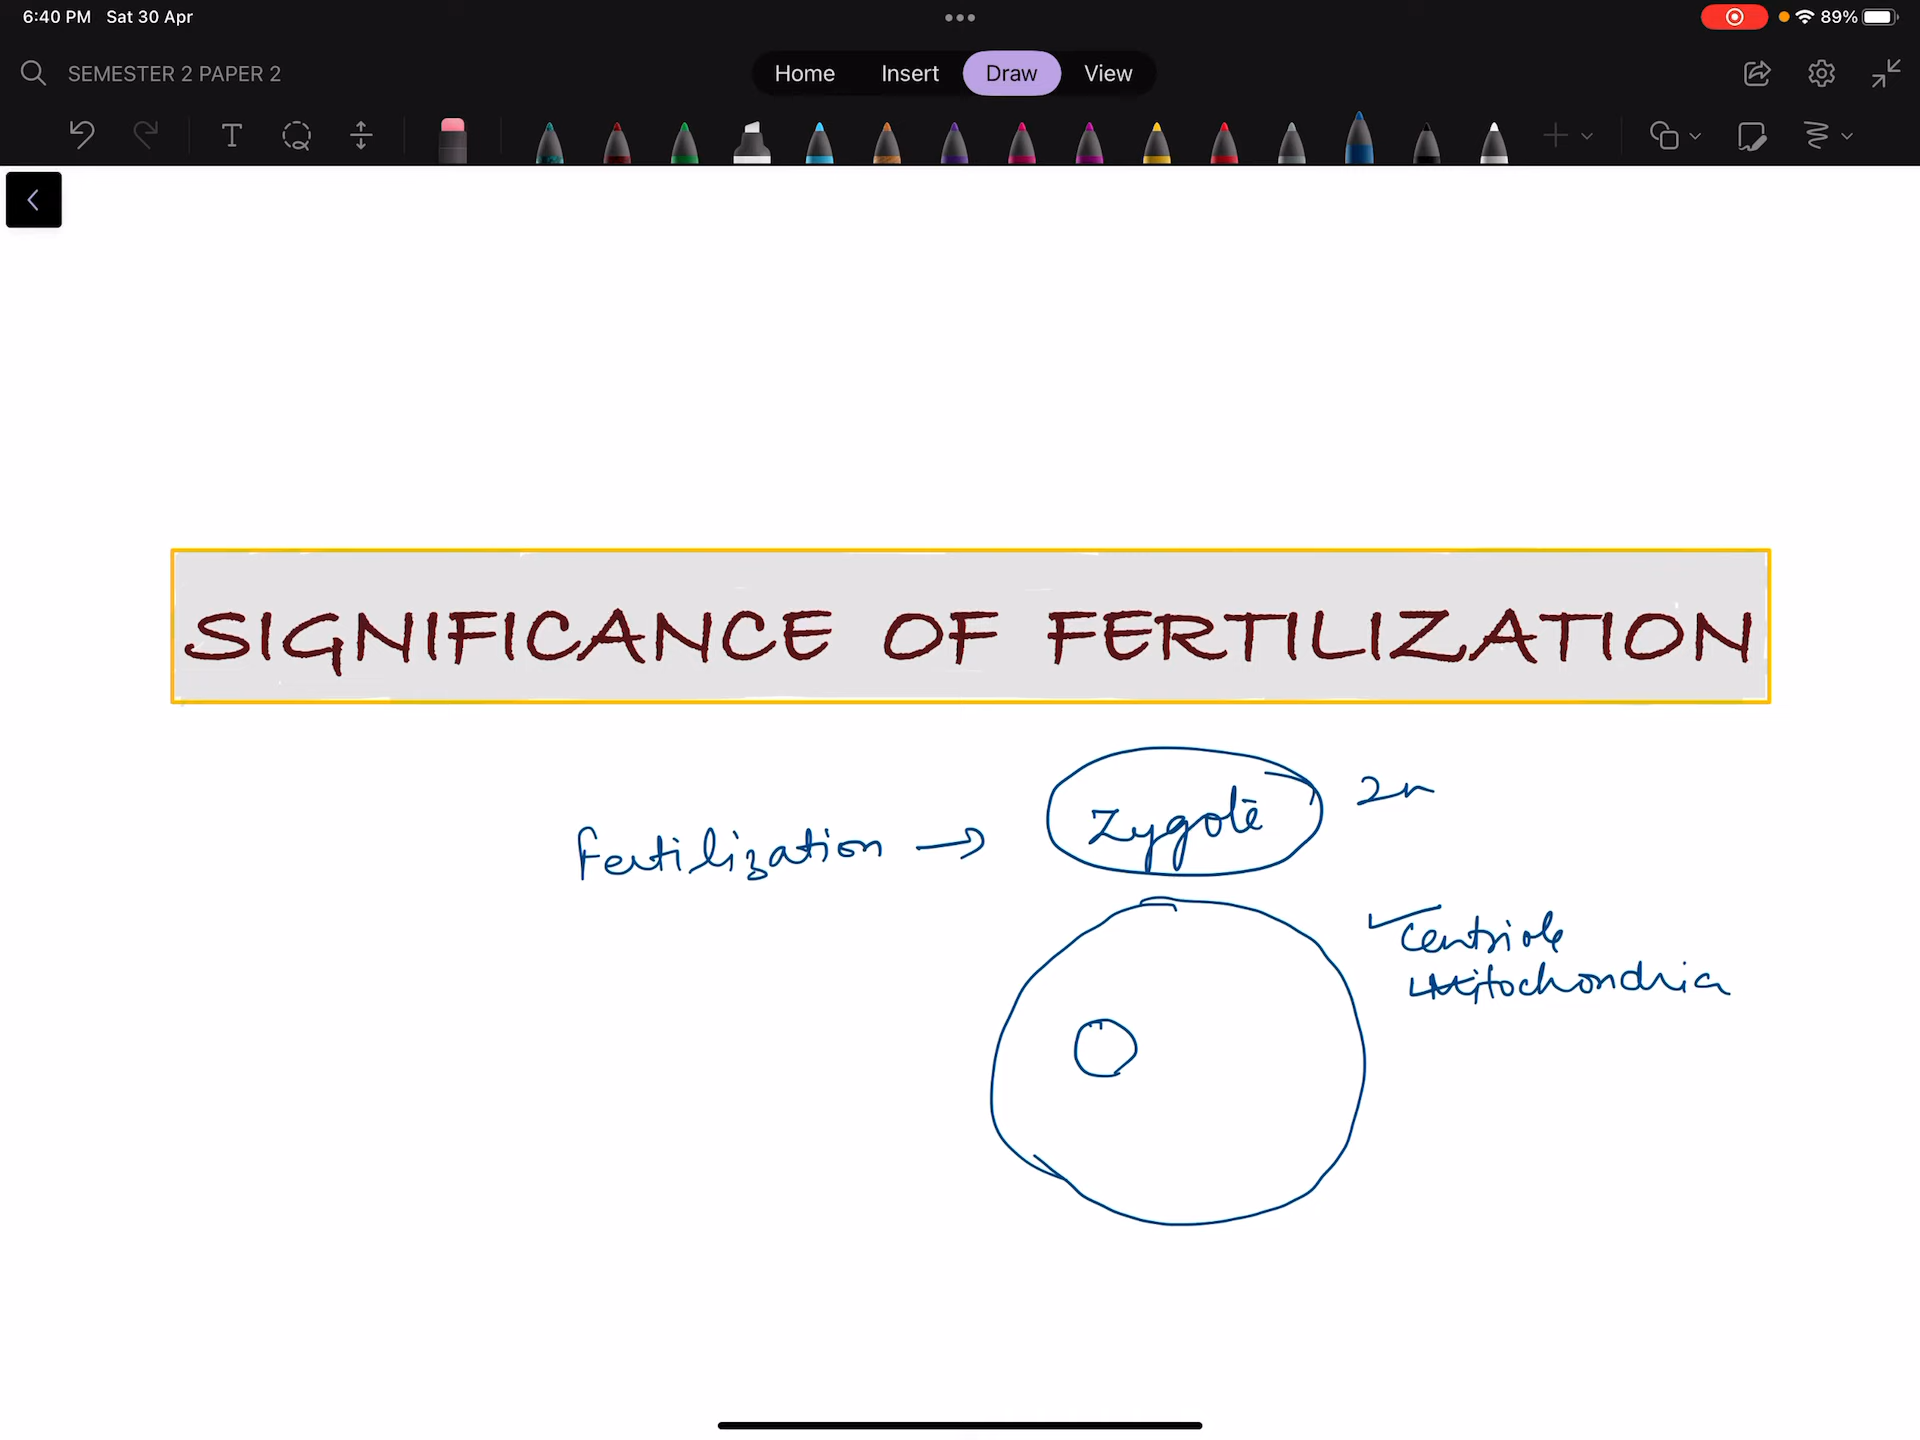 6:40 PM Sat 30 Apr
89%
SEMESTER 2 PAPER 2
Home Insert Draw View
T
SIGNIFICANCE OF FERTILIZATION
Fertilization → Zygote 2n
Centriole
Mitochondria